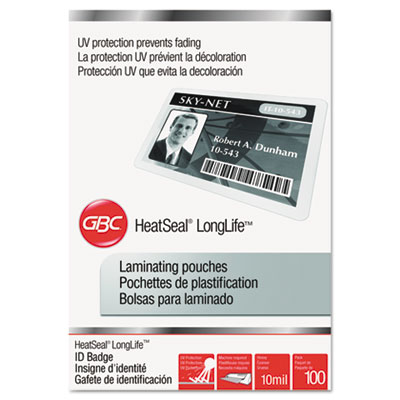 UV protection prevents fading
La protection UV prévient la décoloration
Protección UV que evita la decoloración
SKY-NET
H-10-543
Robert A. Dunham
10-543
GBC
HeatSeal® LongLife™
Laminating pouches
Pochettes de plastification
Bolsas para laminado
HeatSeal® LongLife™
ID Badge
Insigne d'identité
Gafete de identificación
10mil
100